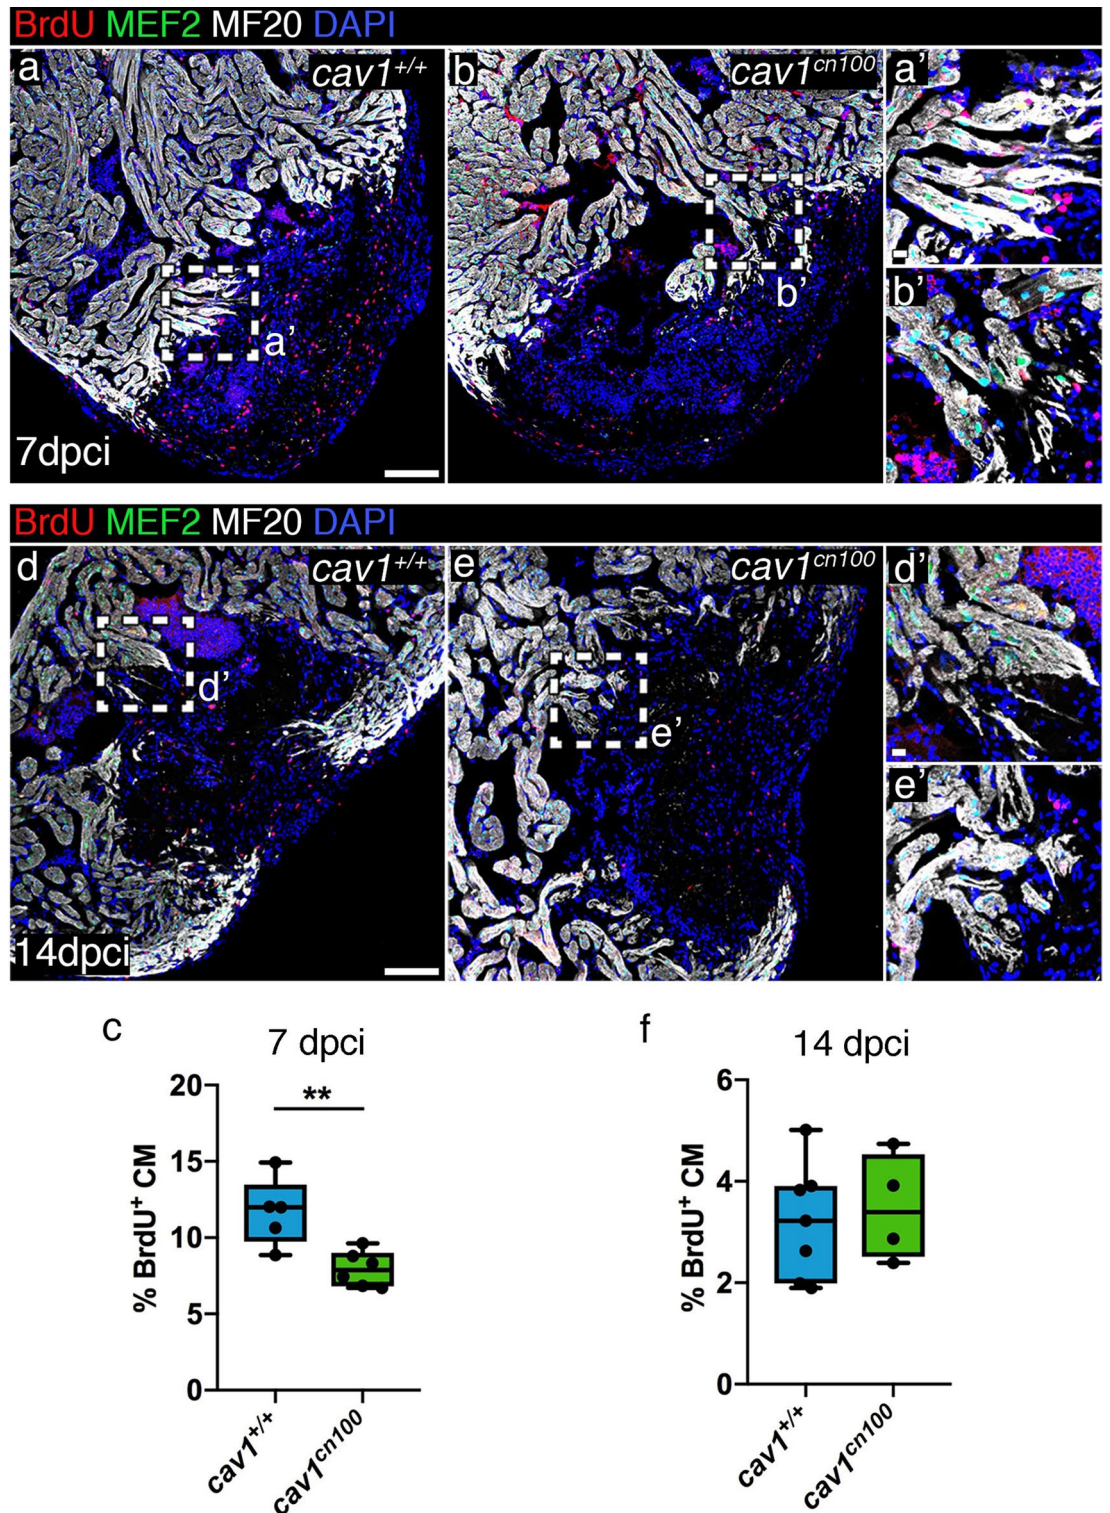 BrdU MEF2 MF20 DAPI
a cav1+/+ b cav1cn100 a’
a’ b’ b’
7dpci
BrdU MEF2 MF20 DAPI
d cav1+/+ e cav1cn100 d’
d’ e’ e’
14dpci
c f
7 dpci 14 dpci
**
20
15
10
5
0
% BrdU+ CM
cav1+/+
cav1cn100
6
4
2
0
% BrdU+ CM
cav1+/+
cav1cn100